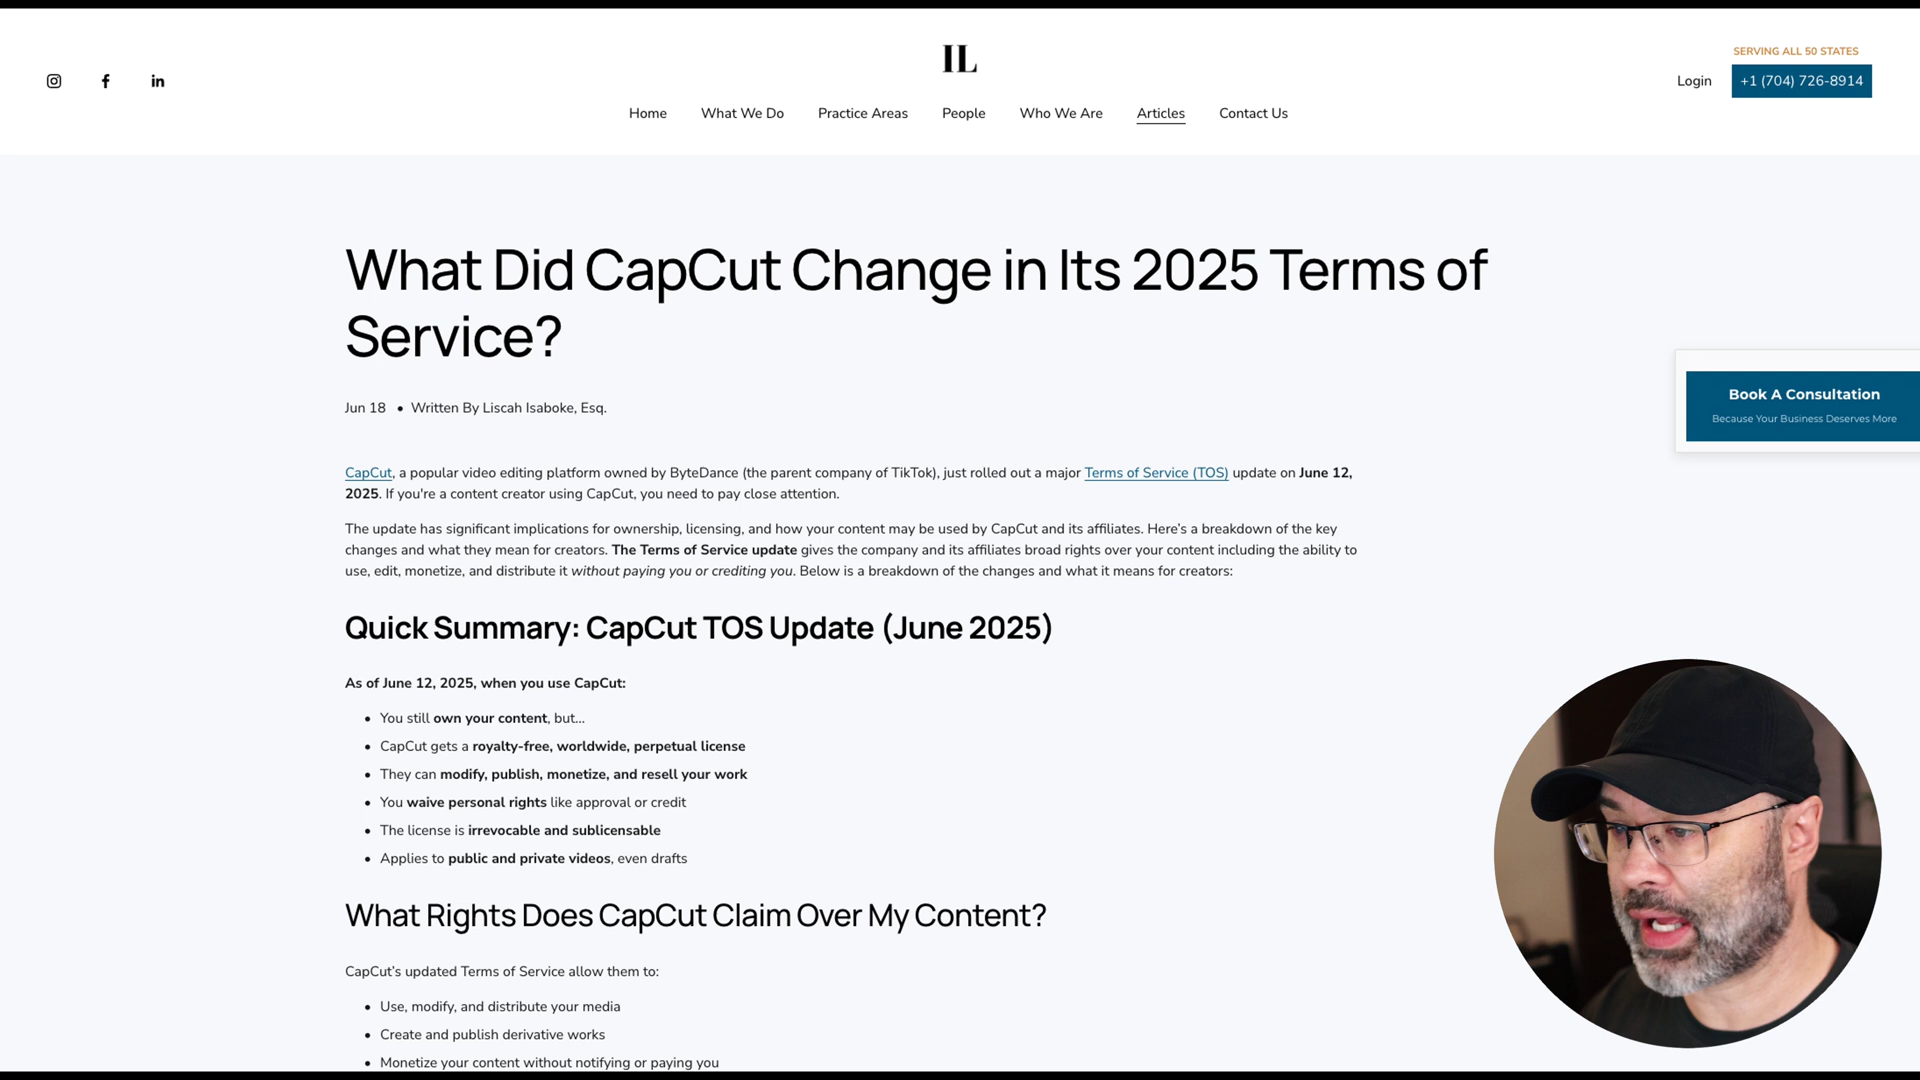 IL
SERVING ALL 50 STATES
Login
+1 (704) 726-8914
Home
What We Do
Practice Areas
People
Who We Are
Articles
Contact Us
What Did CapCut Change in Its 2025 Terms of
Service?
Jun 18 • Written By Liscah Isaboke, Esq.
Book A Consultation
Because Your Business Deserves More
CapCut, a popular video editing platform owned by ByteDance (the parent company of TikTok), just rolled out a major Terms of Service (TOS) update on June 12,
2025. If you're a content creator using CapCut, you need to pay close attention.
The update has significant implications for ownership, licensing, and how your content may be used by CapCut and its affiliates. Here’s a breakdown of the key
changes and what they mean for creators. The Terms of Service update gives the company and its affiliates broad rights over your content including the ability to
use, edit, monetize, and distribute it without paying you or crediting you. Below is a breakdown of the changes and what it means for creators:
Quick Summary: CapCut TOS Update (June 2025)
As of June 12, 2025, when you use CapCut:
• You still own your content, but…
• CapCut gets a royalty-free, worldwide, perpetual license
• They can modify, publish, monetize, and resell your work
• You waive personal rights like approval or credit
• The license is irrevocable and sublicensable
• Applies to public and private videos, even drafts
What Rights Does CapCut Claim Over My Content?
CapCut’s updated Terms of Service allow them to:
• Use, modify, and distribute your media
• Create and publish derivative works
• Monetize your content without notifying or paying you